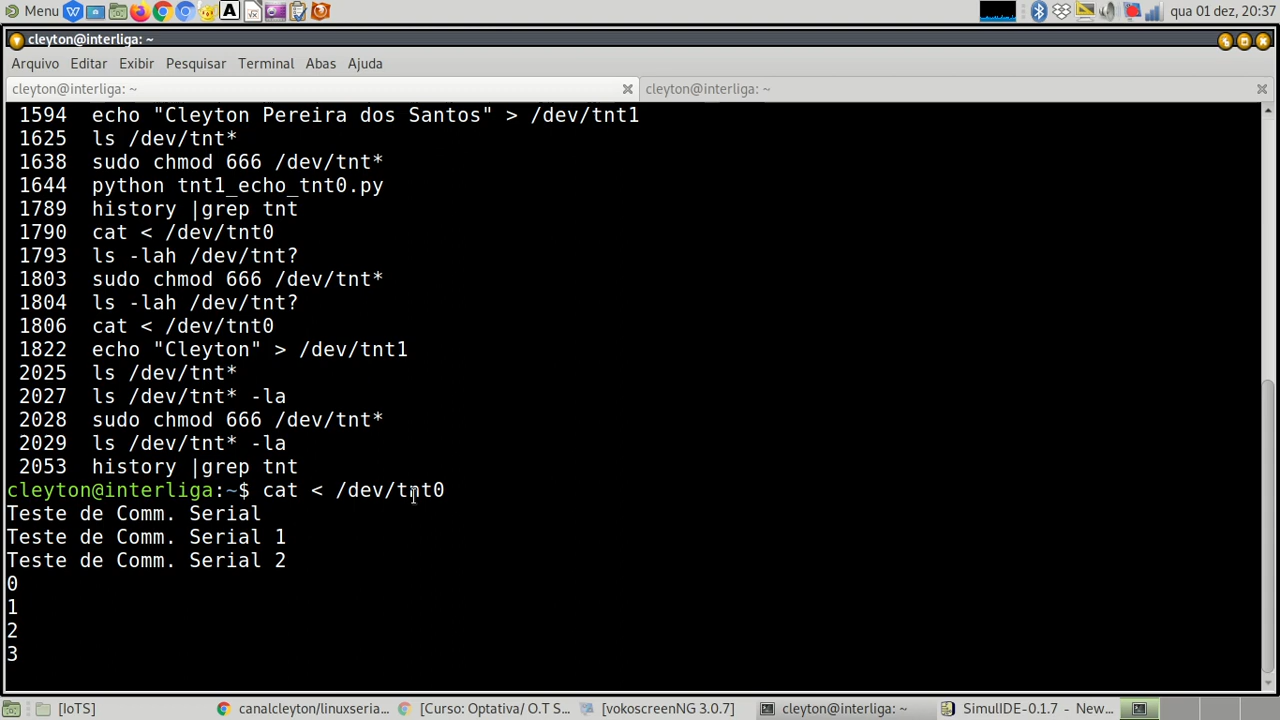 Menu
A
qua 01 dez, 20:37
cleyton@interliga: ~
Arquivo Editar Exibir Pesquisar Terminal Abas Ajuda
cleyton@interliga: ~ cleyton@interliga: ~
1594 echo "Cleyton Pereira dos Santos" > /dev/tnt1
1625 ls /dev/tnt*
1638 sudo chmod 666 /dev/tnt*
1644 python tnt1_echo_tnt0.py
1789 history |grep tnt
1790 cat < /dev/tnt0
1793 ls -lah /dev/tnt?
1803 sudo chmod 666 /dev/tnt*
1804 ls -lah /dev/tnt?
1806 cat < /dev/tnt0
1822 echo "Cleyton" > /dev/tnt1
2025 ls /dev/tnt*
2027 ls /dev/tnt* -la
2028 sudo chmod 666 /dev/tnt*
2029 ls /dev/tnt* -la
2053 history |grep tnt
cleyton@interliga:~$ cat < /dev/tnt0
Teste de Comm. Serial
Teste de Comm. Serial 1
Teste de Comm. Serial 2
0
1
2
3
[IoTS] canalcleyton/linuxseria... [Curso: Optativa/ O.T S... [vokoscreenNG 3.0.7] cleyton@interliga: ~ SimulIDE-0.1.7 - New...